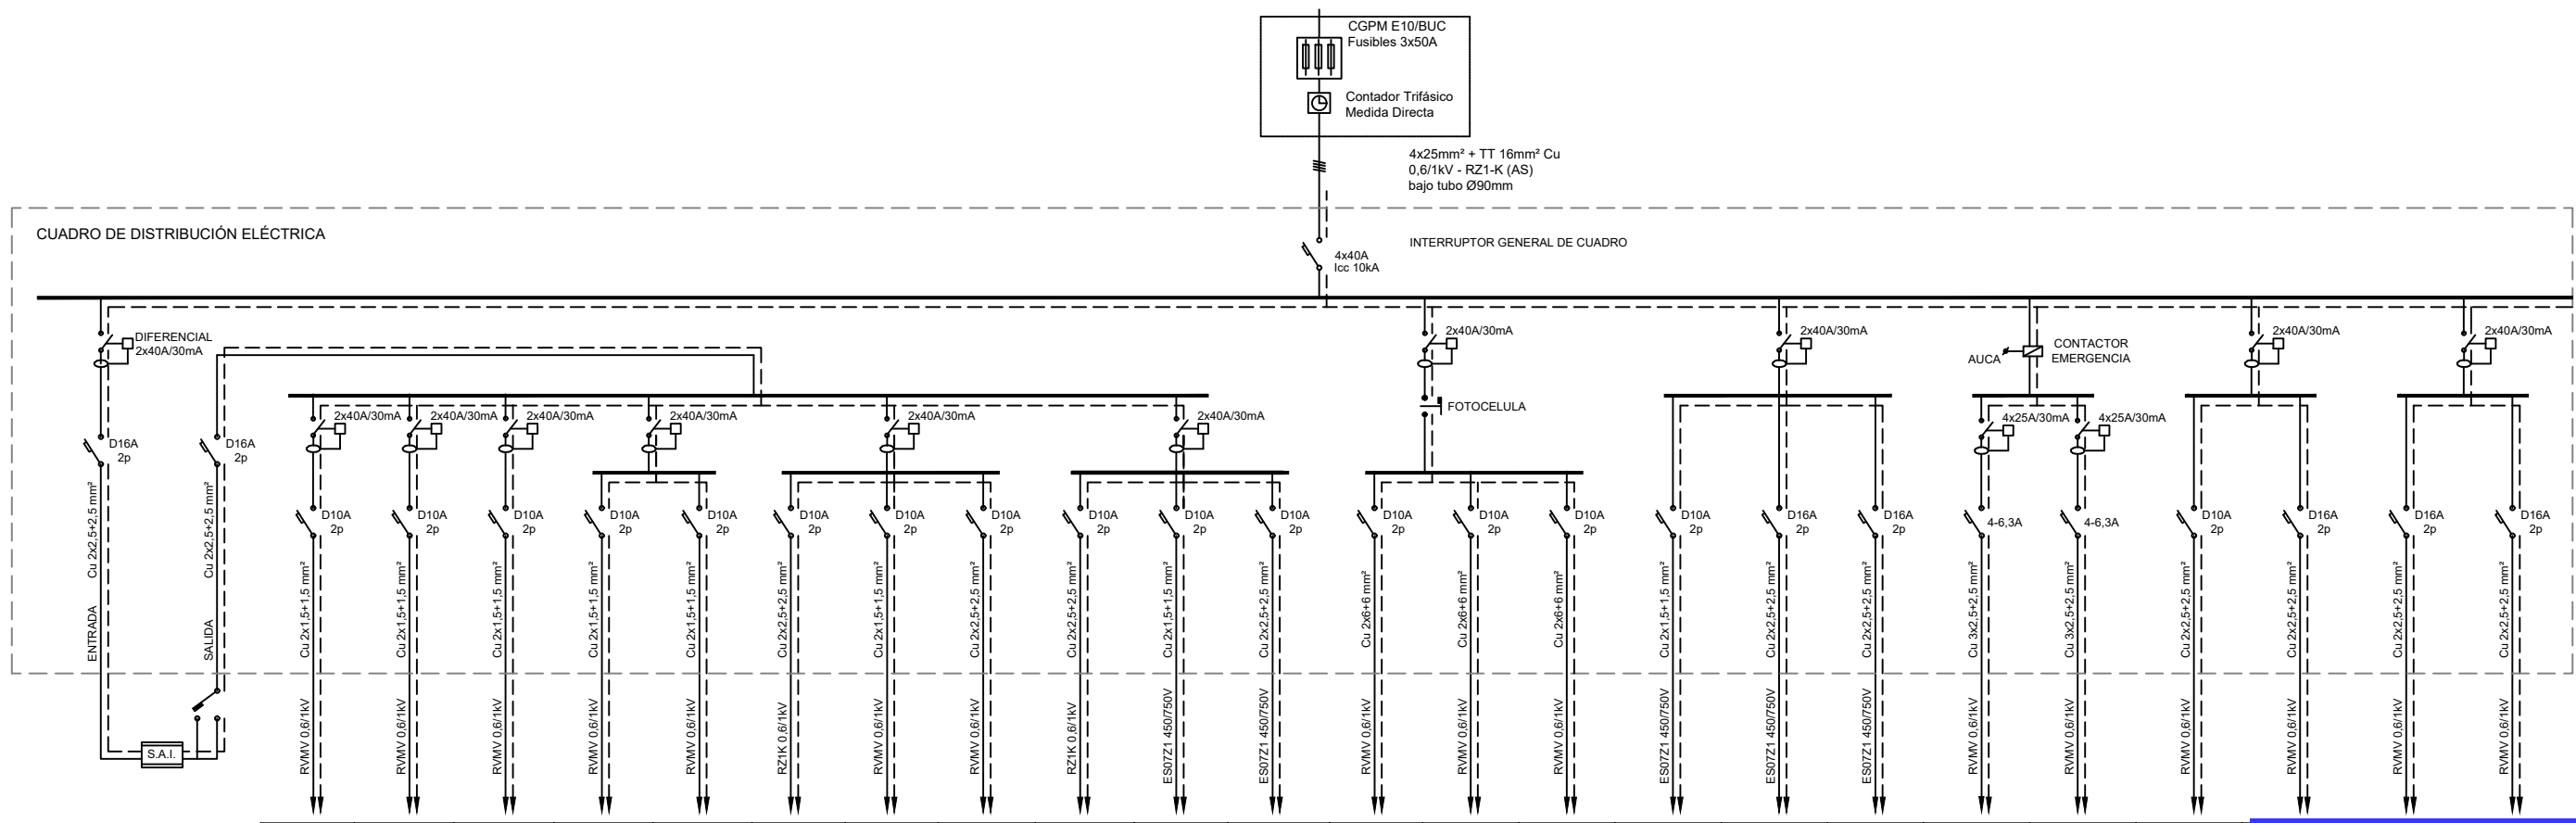 CGPM E10/BUC
Fusibles 3x50A
Contador Trifásico
Medida Directa
4x25mm² + TT 16mm² Cu
0,6/1kV - RZ1-K (AS)
bajo tubo Ø90mm
CUADRO DE DISTRIBUCIÓN ELÉCTRICA
INTERRUPTOR GENERAL DE CUADRO
4x40A
Icc 10kA
DIFERENCIAL
2x40A/30mA
2x40A/30mA
2x40A/30mA
AUCA
CONTACTOR
EMERGENCIA
2x40A/30mA
2x40A/30mA
2x40A/30mA
2x40A/30mA
2x40A/30mA
2x40A/30mA
2x40A/30mA
2x40A/30mA
FOTOCELULA
4x25A/30mA
4x25A/30mA
D16A
2p
D16A
2p
D10A
2p
D10A
2p
D10A
2p
D10A
2p
D10A
2p
D10A
2p
D10A
2p
D10A
2p
D10A
2p
D10A
2p
D10A
2p
D10A
2p
D10A
2p
D10A
2p
D10A
2p
D16A
2p
D16A
2p
4-6,3A
4-6,3A
D10A
2p
D16A
2p
D16A
2p
D16A
2p
Cu 2x2,5+2,5 mm²
Cu 2x2,5+2,5 mm²
Cu 2x1,5+1,5 mm²
Cu 2x1,5+1,5 mm²
Cu 2x1,5+1,5 mm²
Cu 2x1,5+1,5 mm²
Cu 2x1,5+1,5 mm²
Cu 2x2,5+2,5 mm²
Cu 2x1,5+1,5 mm²
Cu 2x2,5+2,5 mm²
Cu 2x2,5+2,5 mm²
Cu 2x1,5+1,5 mm²
Cu 2x2,5+2,5 mm²
Cu 2x6+6 mm²
Cu 2x6+6 mm²
Cu 2x6+6 mm²
Cu 2x1,5+1,5 mm²
Cu 2x2,5+2,5 mm²
Cu 2x2,5+2,5 mm²
Cu 3x2,5+2,5 mm²
Cu 3x2,5+2,5 mm²
Cu 2x2,5+2,5 mm²
Cu 2x2,5+2,5 mm²
Cu 2x2,5+2,5 mm²
Cu 2x2,5+2,5 mm²
ENTRADA
SALIDA
S.A.I.
RVMV 0,6/1kV
RVMV 0,6/1kV
RVMV 0,6/1kV
RVMV 0,6/1kV
RVMV 0,6/1kV
RZ1K 0,6/1kV
RVMV 0,6/1kV
RVMV 0,6/1kV
RZ1K 0,6/1kV
ES07Z1 450/750V
ES07Z1 450/750V
RVMV 0,6/1kV
RVMV 0,6/1kV
RVMV 0,6/1kV
ES07Z1 450/750V
ES07Z1 450/750V
ES07Z1 450/750V
RVMV 0,6/1kV
RVMV 0,6/1kV
RVMV 0,6/1kV
RVMV 0,6/1kV
RVMV 0,6/1kV
RVMV 0,6/1kV